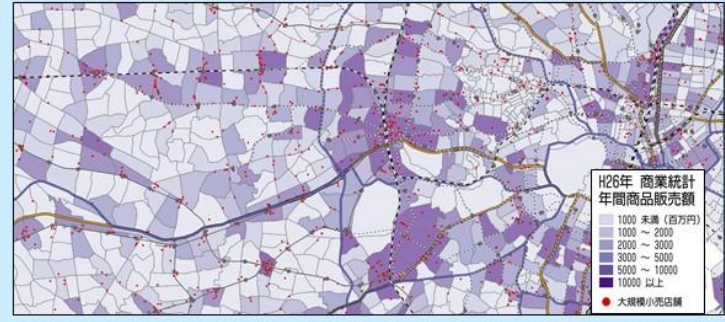 H26年 商業統計
年間商品販売額
1000 未満 (百万円)
1000 ～ 2000
2000 ～ 3000
3000 ～ 5000
5000 ～ 10000
10000 以上
大規模小売店舗